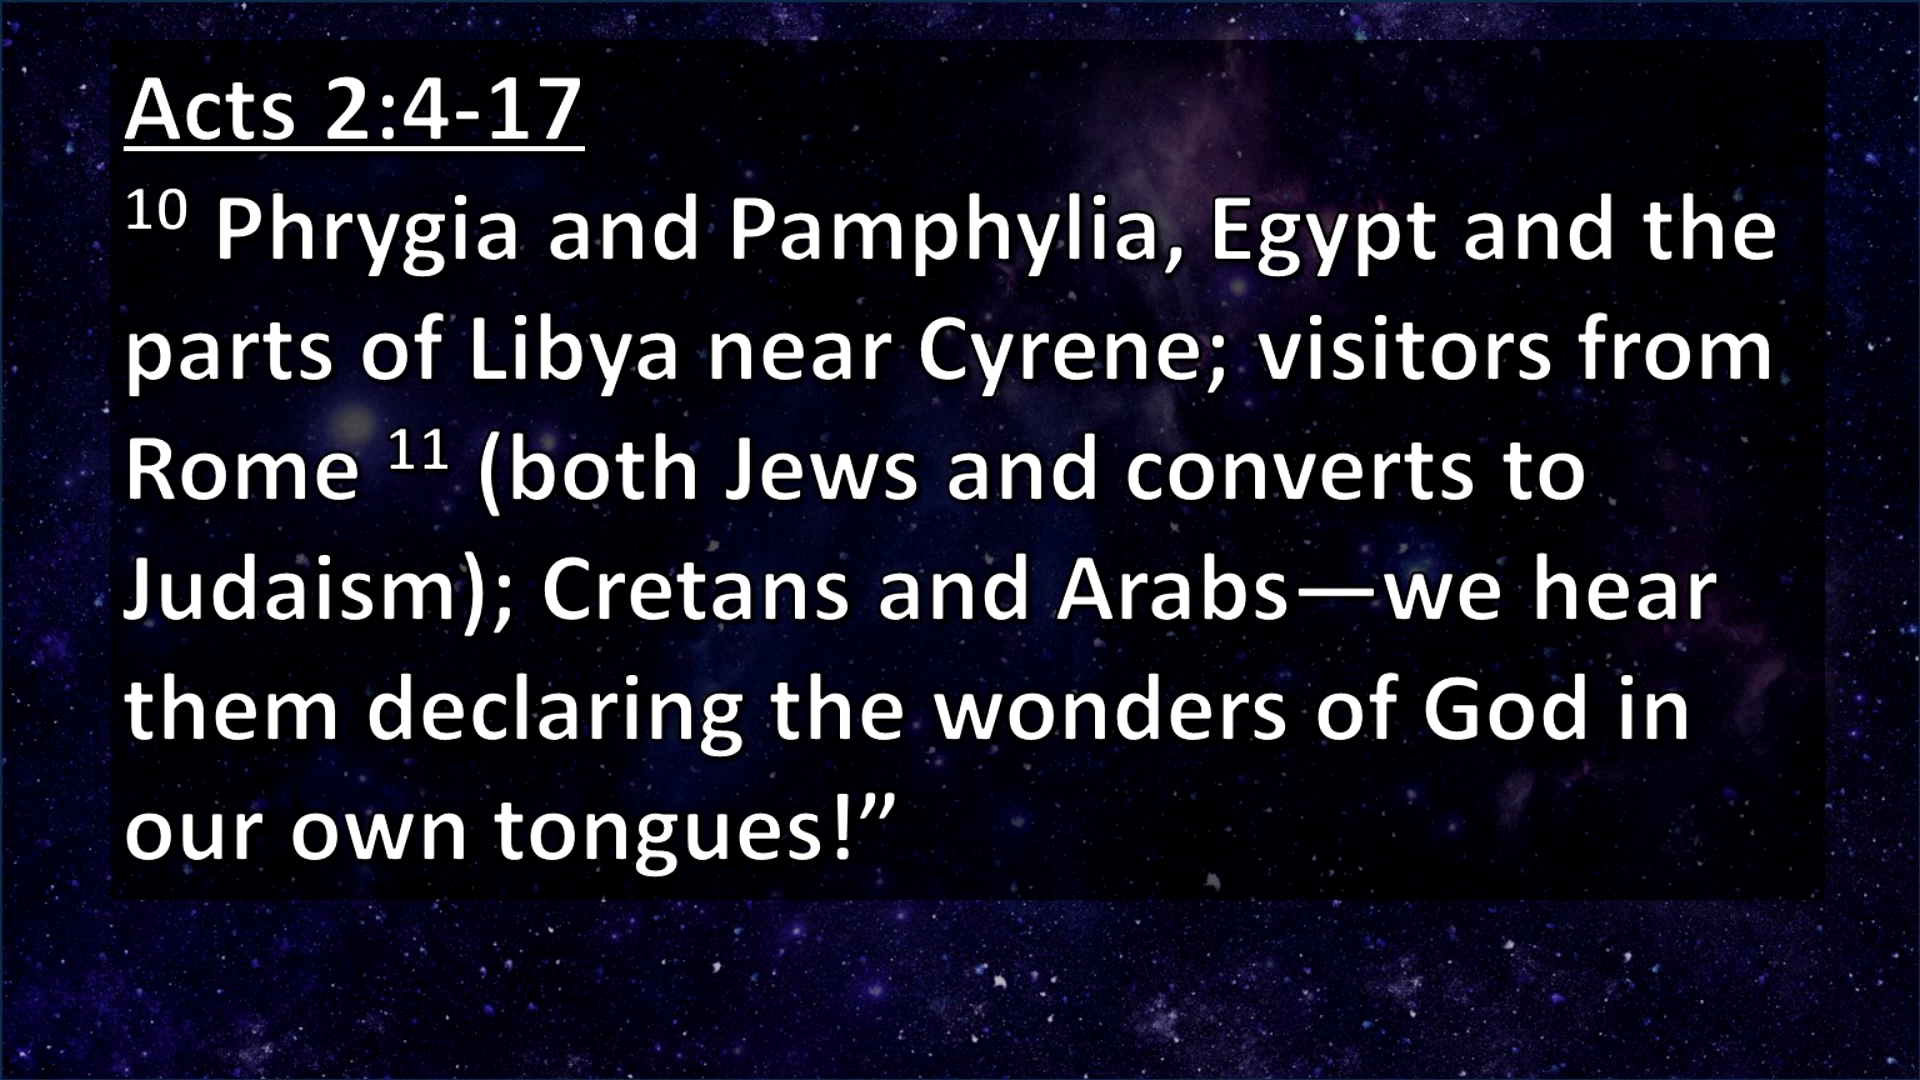 Acts 2:4-17
10 Phrygia and Pamphylia, Egypt and the
parts of Libya near Cyrene; visitors from
Rome 11 (both Jews and converts to
Judaism); Cretans and Arabs—we hear
them declaring the wonders of God in
our own tongues!”